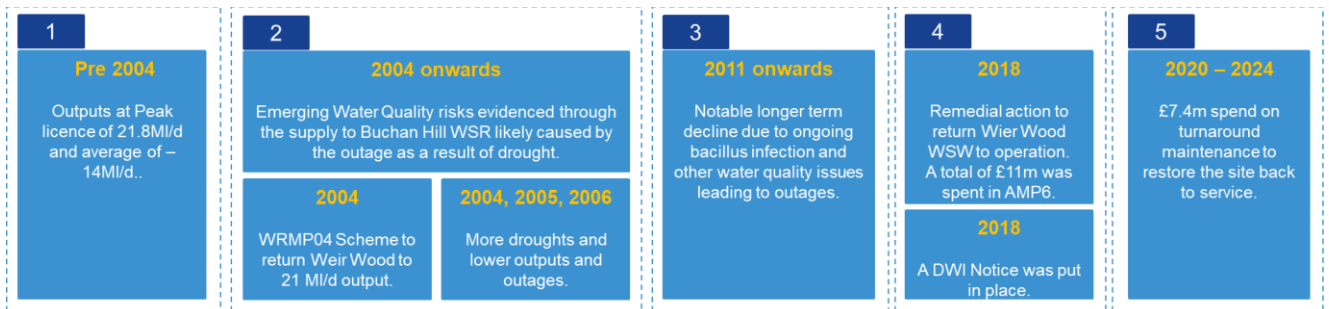 1
Pre 2004
Outputs at Peak
licence of 21.8Ml/d
and average of –
14Ml/d..
2
2004 onwards
Emerging Water Quality risks evidenced through
the supply to Buchan Hill WSR likely caused by
the outage as a result of drought.
2004
WRMP04 Scheme to
return Weir Wood to
21 Ml/d output.
2004, 2005, 2006
More droughts and
lower outputs and
outages.
3
2011 onwards
Notable longer term
decline due to ongoing
bacillus infection and
other water quality issues
leading to outages.
4
2018
Remedial action to
return Wier Wood
WSW to operation.
A total of £11m was
spent in AMP6.
2018
A DWI Notice was put
in place.
5
2020 – 2024
£7.4m spend on
turnaround
maintenance to
restore the site back
to service.